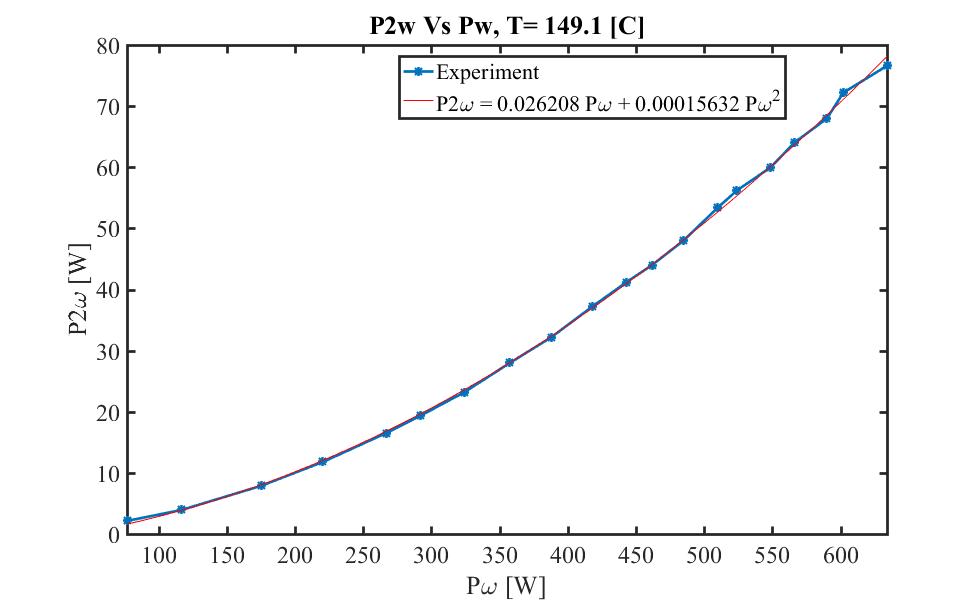 P2w Vs Pw, T= 149.1 [C]
Experiment
P2ω = 0.026208 Pω + 0.00015632 Pω²
80
70
60
50
40
30
20
10
0
P2ω [W]
100 150 200 250 300 350 400 450 500 550 600
Pω [W]